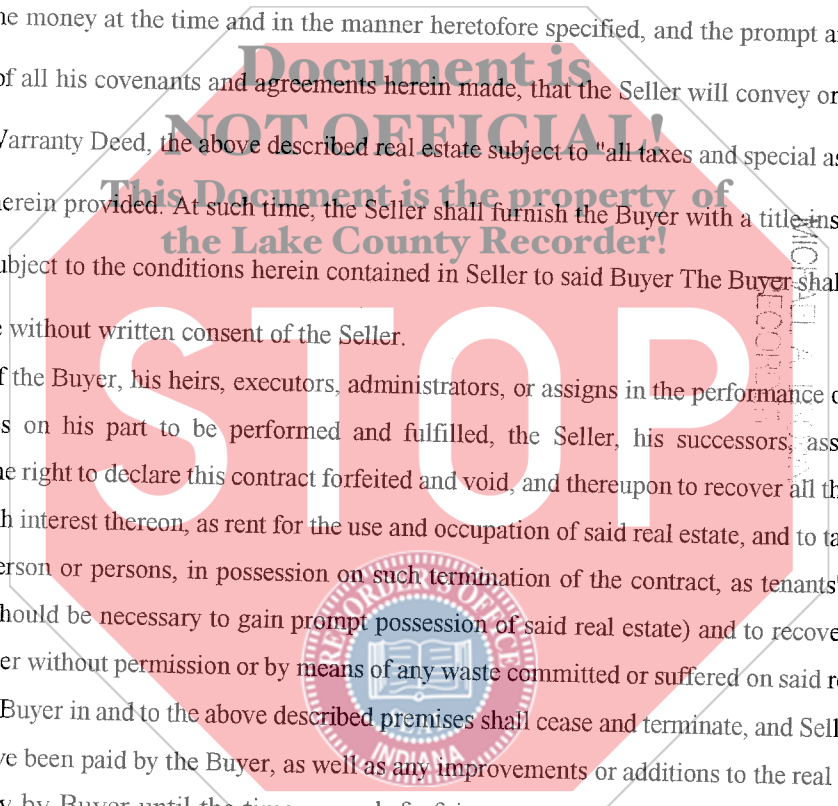 he money at the time and in the manner heretofore specified, and the prompt a
Document is
of all his covenants and agreements herein made, that the Seller will convey or
NOT OFFICIAL!
Warranty Deed, the above described real estate subject to "all taxes and special as
This Document is the property of
herein provided. At such time, the Seller shall furnish the Buyer with a title ins
the Lake County Recorder!
ubject to the conditions herein contained in Seller to said Buyer The Buyer shal
MICHAEL A.
RECORDER
e without written consent of the Seller.
STOP
f the Buyer, his heirs, executors, administrators, or assigns in the performance o
s on his part to be performed and fulfilled, the Seller, his successors, ass
he right to declare this contract forfeited and void, and thereupon to recover all th
h interest thereon, as rent for the use and occupation of said real estate, and to ta
erson or persons, in possession on such termination of the contract, as tenants
RECORDER'S OFFICE
hould be necessary to gain prompt possession of said real estate) and to recove
er without permission or by means of any waste committed or suffered on said r
Buyer in and to the above described premises shall cease and terminate, and Sell
INDIANA
ve been paid by the Buyer, as well as any improvements or additions to the real